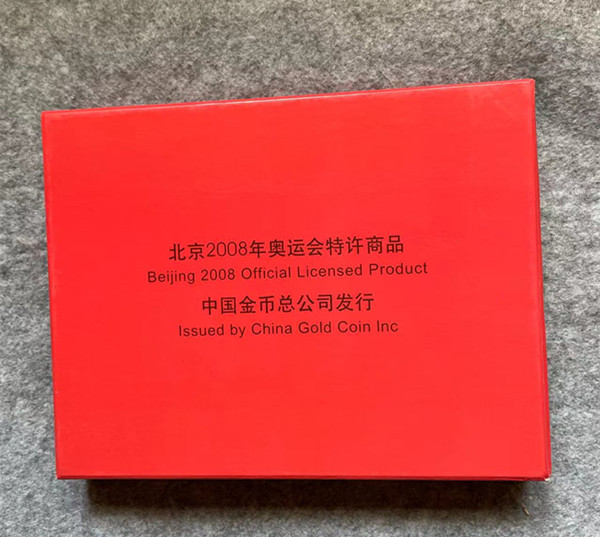 北京2008年奥运会特许商品
Beijing 2008 Official Licensed Product
中国金币总公司发行
Issued by China Gold Coin Inc